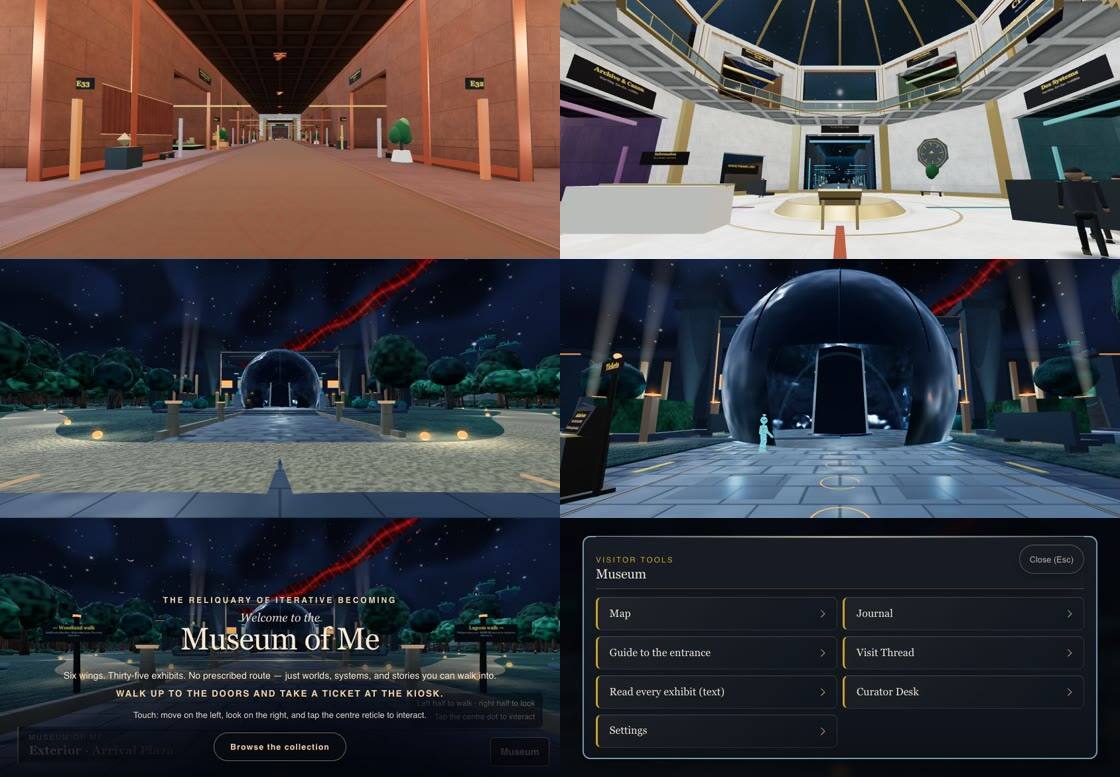 E33
E32
Archive & Canon
Dev Systems
Information
Tickets
← Woodland walk
Lagoon walk →
THE RELIQUARY OF ITERATIVE BECOMING
Welcome to the
Museum of Me
Six wings. Thirty-five exhibits. No prescribed route — just worlds, systems, and stories you can walk into.
WALK UP TO THE DOORS AND TAKE A TICKET AT THE KIOSK.
Left half to walk · right half to look
Touch: move on the left, look on the right, and tap the centre reticle to interact.
Tap the centre dot to interact
MUSEUM OF ME
Exterior · Arrival Plaza
Browse the collection
Museum
VISITOR TOOLS
Museum
Close (Esc)
Map
Journal
Guide to the entrance
Visit Thread
Read every exhibit (text)
Curator Desk
Settings